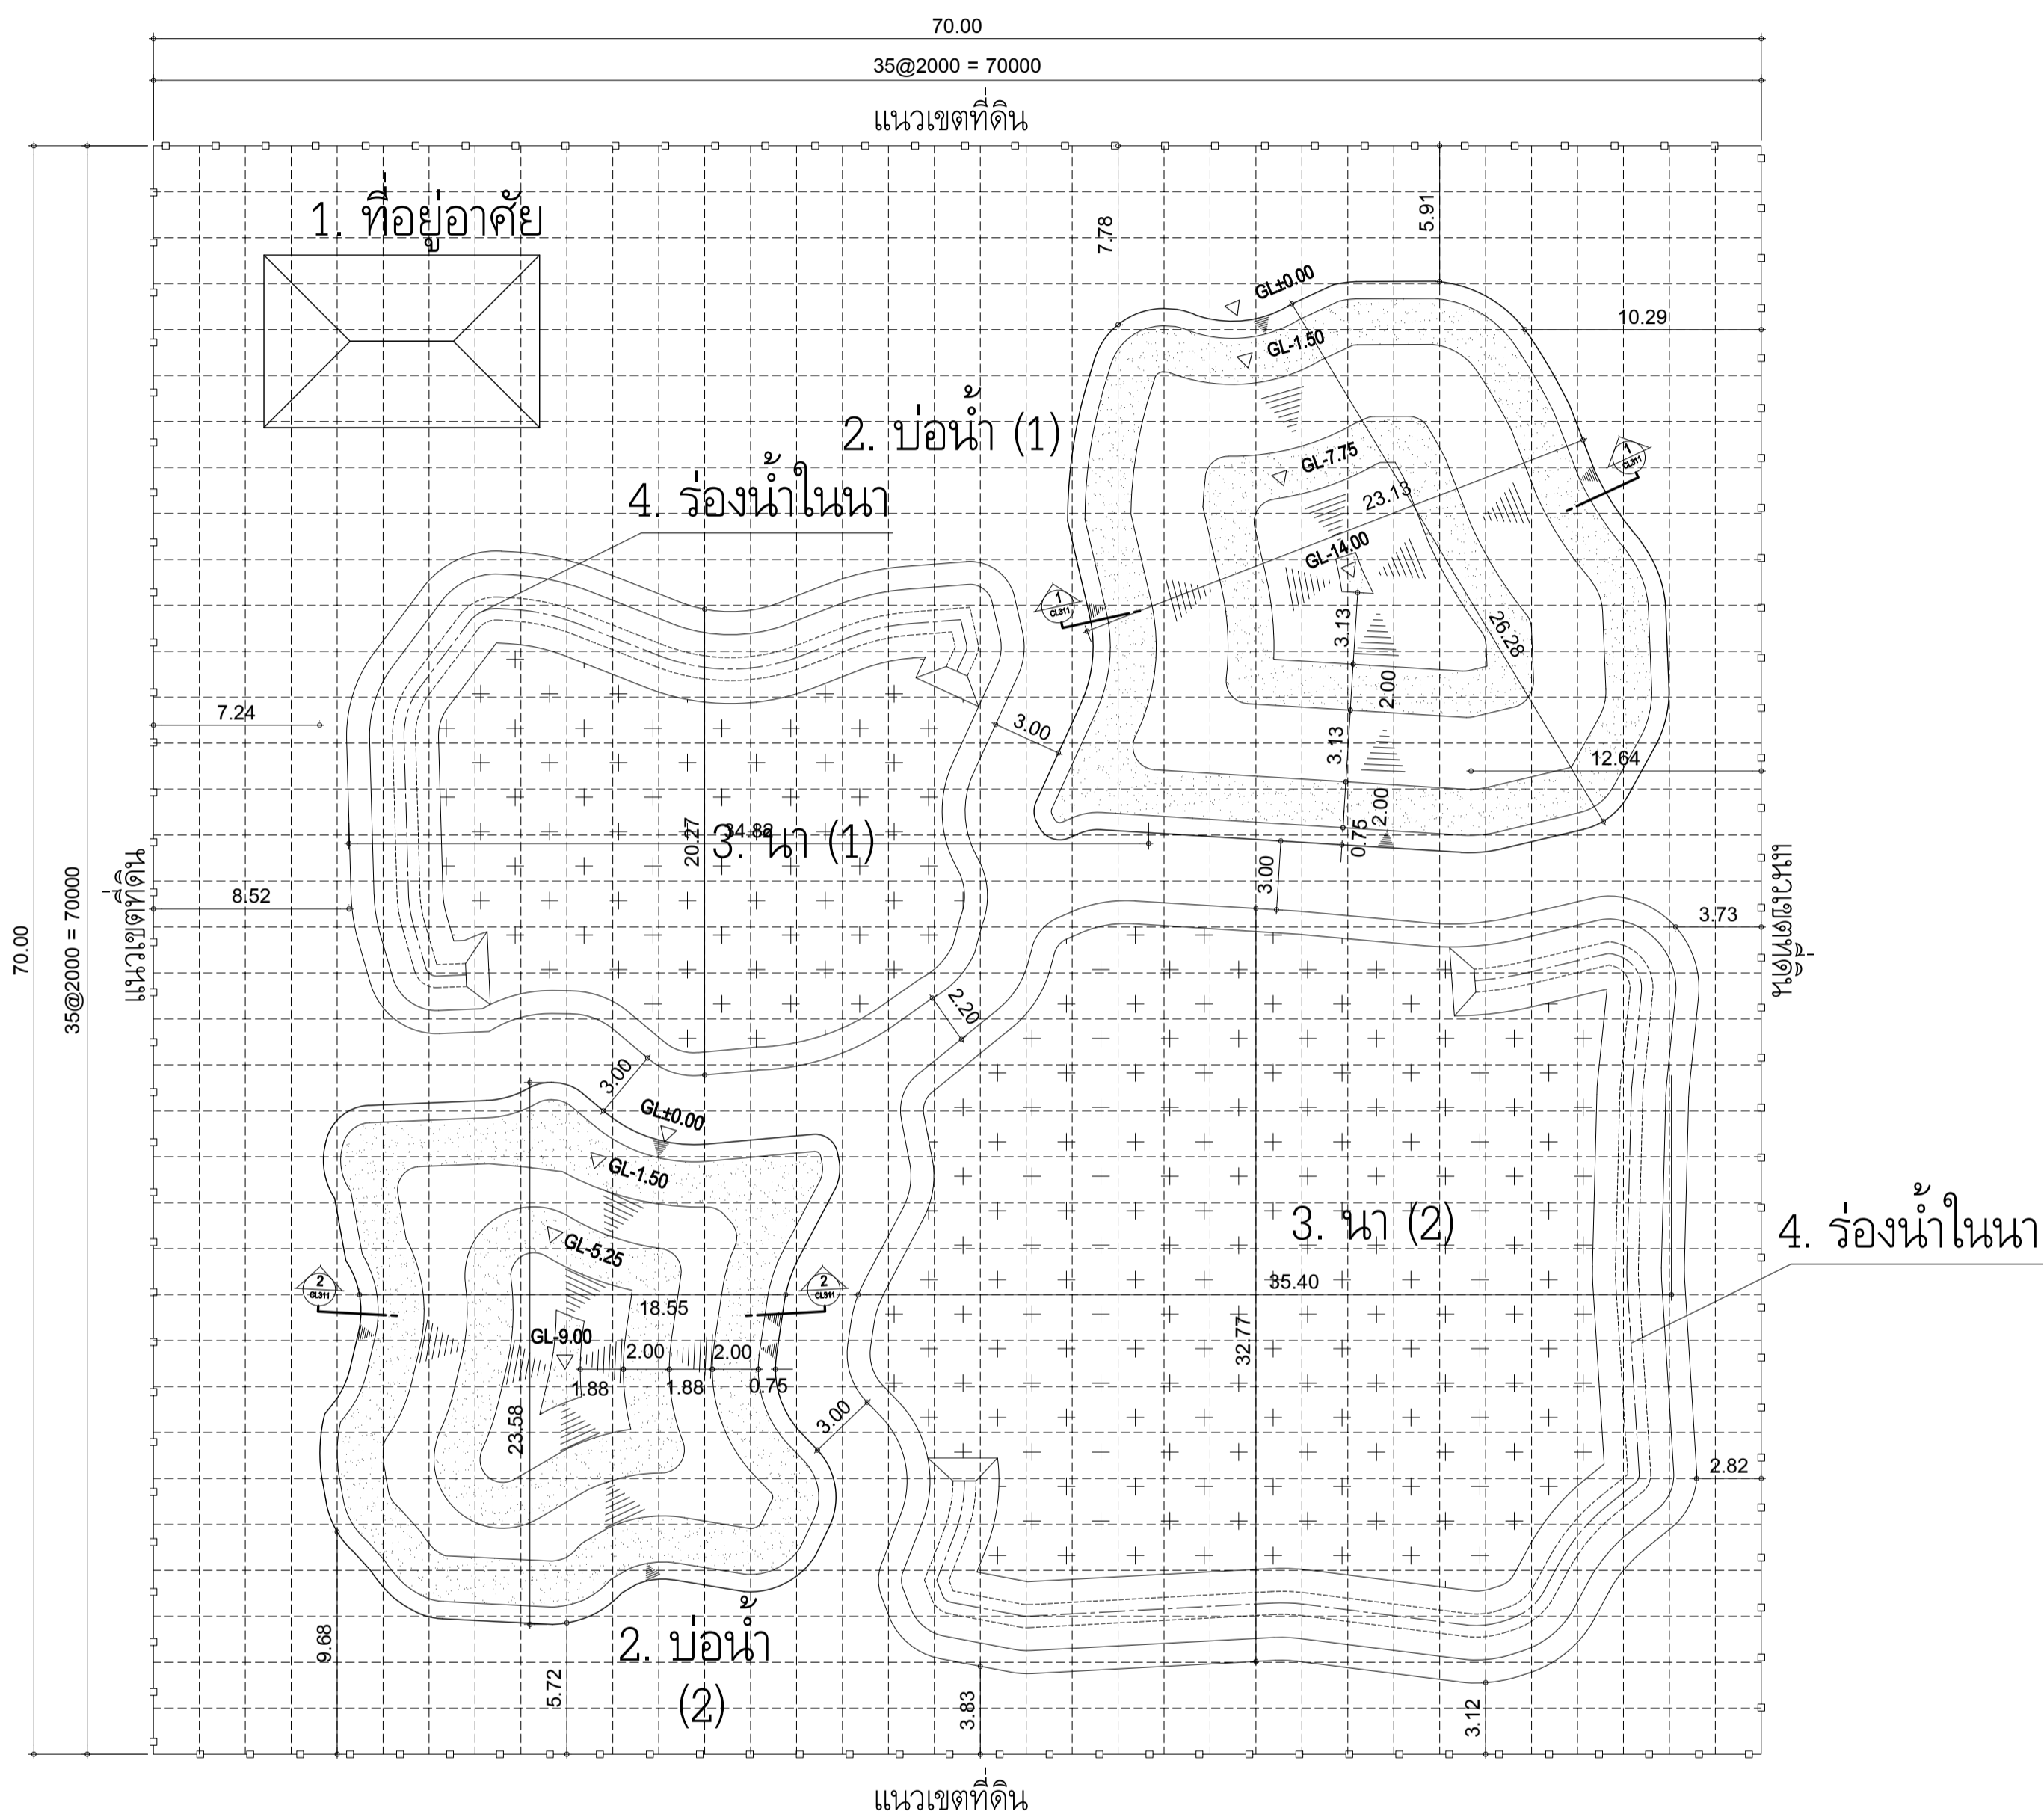 70.00
35@2000 = 70000
แนวเขตที่ดิน
1. ที่อยู่อาศัย
7.78
5.91
GL±0.00
GL-1.50
10.29
2. บ่อน้ำ (1)
GL-7.75
23.13
1
CL311
4. ร่องน้ำในนา
GL-14.00
1
CL311
3.13
26.28
2.00
7.24
3.00
3.13
12.64
2.00
20.27
34.82
3. นา (1)
0.75
3.00
แนวเขตที่ดิน
แนวเขตที่ดิน
8.52
3.73
70.00
35@2000 = 70000
2.20
3.00
GL±0.00
GL-1.50
3. นา (2)
4. ร่องน้ำในนา
GL-5.25
2
CL311
2
CL311
35.40
18.55
GL-9.00
2.00
2.00
1.88
1.88
0.75
32.77
23.58
3.00
2.82
2. บ่อน้ำ
(2)
9.68
5.72
3.83
3.12
แนวเขตที่ดิน